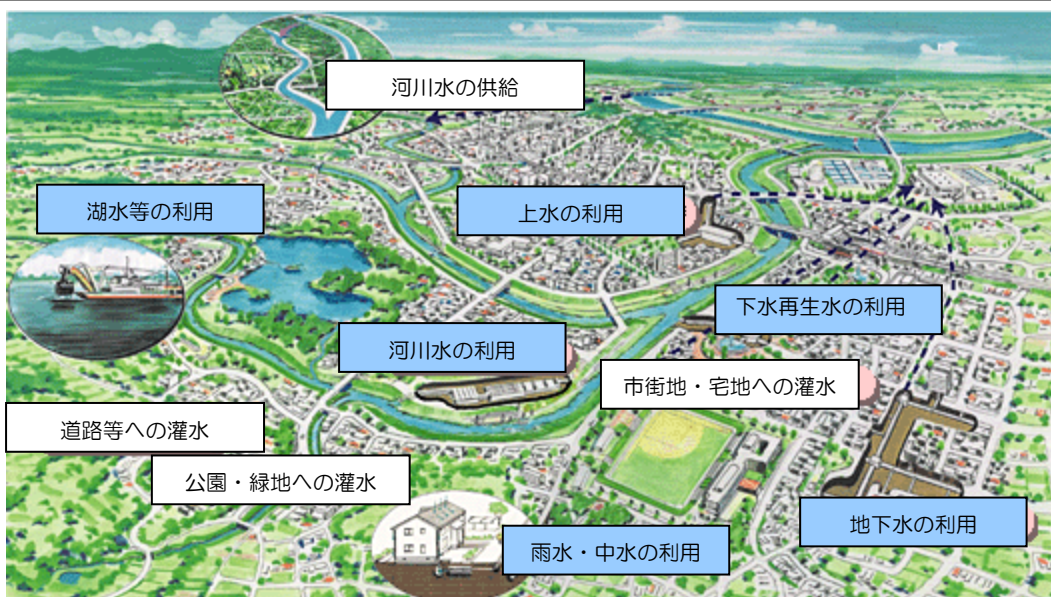 河川水の供給
湖水等の利用
上水の利用
下水再生水の利用
河川水の利用
市街地・宅地への灌水
道路等への灌水
公園・緑地への灌水
地下水の利用
雨水・中水の利用